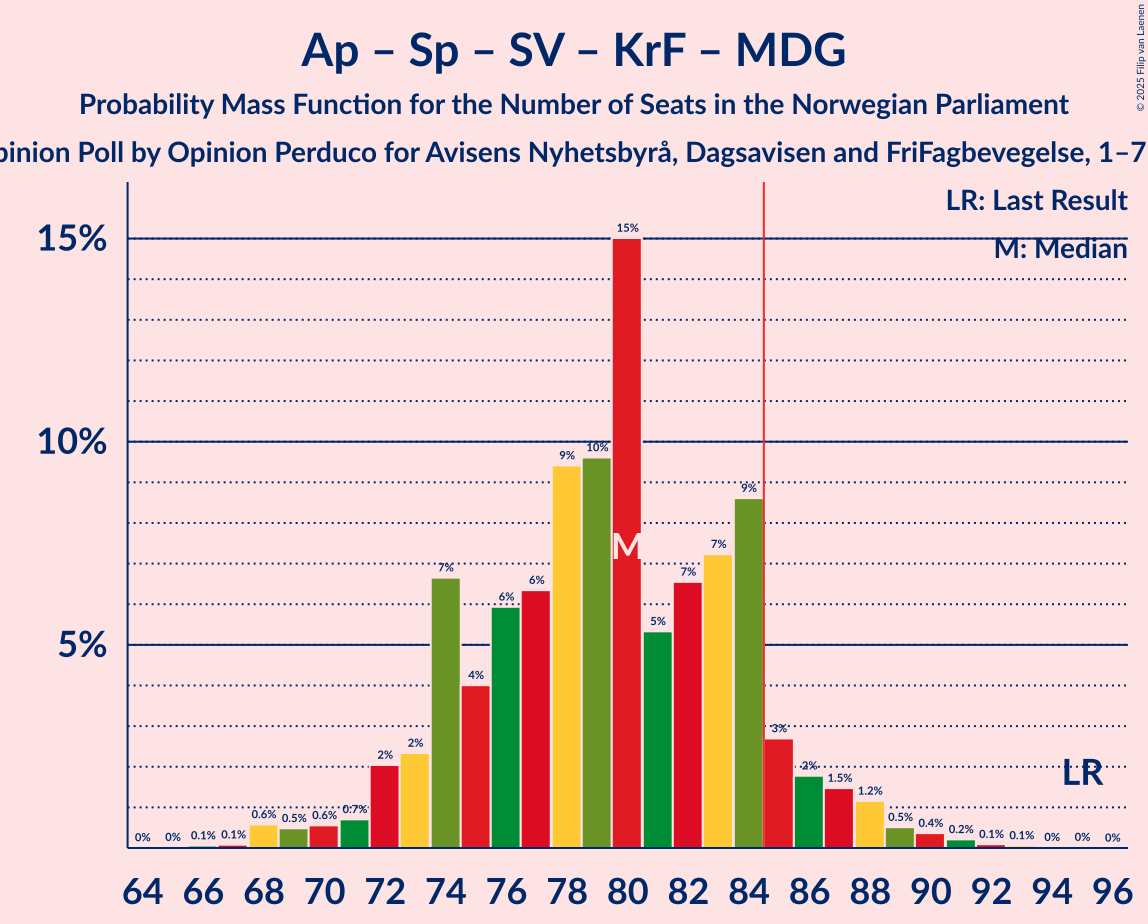 Ap – Sp – SV – KrF – MDG
Probability Mass Function for the Number of Seats in the Norwegian Parliament
pinion Poll by Opinion Perduco for Avisens Nyhetsbyrå, Dagsavisen and FriFagbevegelse, 1–7
© 2025 Filip van Laenen
LR: Last Result
M: Median
15%
10%
5%
0% 0% 0.1% 0.1% 0.6% 0.5% 0.6% 0.7% 2% 2% 7% 4% 6% 6% 9% 10% 15% 5% 7% 7% 9% 3% 2% 1.5% 1.2% 0.5% 0.4% 0.2% 0.1% 0.1% 0% 0% 0%
M
LR
64 66 68 70 72 74 76 78 80 82 84 86 88 90 92 94 96